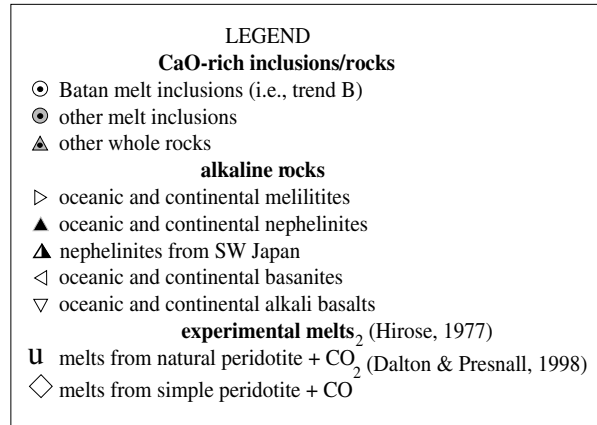 LEGEND
CaO-rich inclusions/rocks
Batan melt inclusions (i.e., trend B)
other melt inclusions
other whole rocks
alkaline rocks
oceanic and continental melilitites
oceanic and continental nephelinites
nephelinites from SW Japan
oceanic and continental basanites
oceanic and continental alkali basalts
experimental melts₂ (Hirose, 1977)
u melts from natural peridotite + CO₂ (Dalton & Presnall, 1998)
melts from simple peridotite + CO